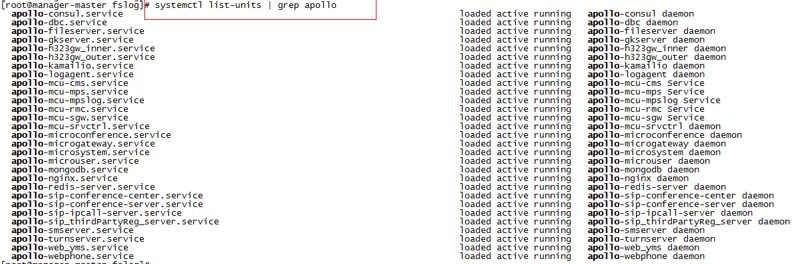 [root@manager-master fslog]# systemctl list-units | grep apollo
apollo-consul.service loaded active running apollo-consul daemon
apollo-dbc.service loaded active running apollo-dbc daemon
apollo-fileserver.service loaded active running apollo-fileserver daemon
apollo-gkserver.service loaded active running apollo-gkserver daemon
apollo-h323gw_inner.service loaded active running apollo-h323gw_inner daemon
apollo-h323gw_outer.service loaded active running apollo-h323gw_outer daemon
apollo-kamailio.service loaded active running apollo-kamailio daemon
apollo-logagent.service loaded active running apollo-logagent daemon
apollo-mcu-cms.service loaded active running apollo-mcu-cms Service
apollo-mcu-mps.service loaded active running apollo-mcu-mps Service
apollo-mcu-mpslog.service loaded active running apollo-mcu-mpslog Service
apollo-mcu-rmc.service loaded active running apollo-mcu-rmc Service
apollo-mcu-sgw.service loaded active running apollo-mcu-sgw Service
apollo-mcu-srvctrl.service loaded active running apollo-mcu-srvctrl daemon
apollo-microconference.service loaded active running apollo-microconference daemon
apollo-microgateway.service loaded active running apollo-microgateway daemon
apollo-microsystem.service loaded active running apollo-microsystem daemon
apollo-microuser.service loaded active running apollo-microuser daemon
apollo-mongodb.service loaded active running apollo-mongodb daemon
apollo-nginx.service loaded active running apollo-nginx daemon
apollo-redis-server.service loaded active running apollo-redis-server daemon
apollo-sip-conference-center.service loaded active running apollo-sip-conference-center daemon
apollo-sip-conference-server.service loaded active running apollo-sip-conference-server daemon
apollo-sip-ipcall-server.service loaded active running apollo-sip-ipcall-server daemon
apollo-sip_thirdPartyReg_server.service loaded active running apollo-sip_thirdPartyReg_server daemon
apollo-smserver.service loaded active running apollo-smserver daemon
apollo-turnserver.service loaded active running apollo-turnserver daemon
apollo-web_yms.service loaded active running apollo-web_yms daemon
apollo-webphone.service loaded active running apollo-webphone daemon